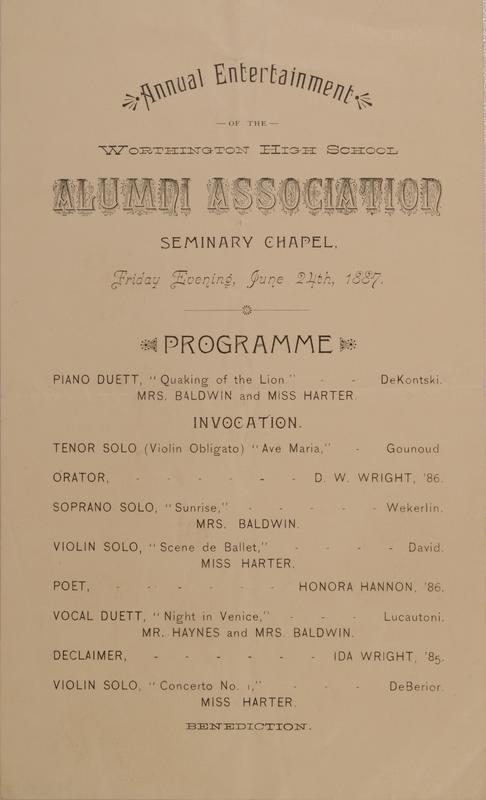 Annual Entertainment
— OF THE —
WORTHINGTON HIGH SCHOOL
ALUMNI ASSOCIATION
SEMINARY CHAPEL,
Friday Evening, June 24th, 1887.
PROGRAMME
PIANO DUETT, "Quaking of the Lion" - - DeKontski.
MRS. BALDWIN and MISS HARTER.
INVOCATION.
TENOR SOLO (Violin Obligato) "Ave Maria," - Gounoud
ORATOR, - - - - - - D. W. WRIGHT, '86.
SOPRANO SOLO, "Sunrise," - - - - Wekerlin.
MRS. BALDWIN.
VIOLIN SOLO, "Scene de Ballet," - - - - David.
MISS HARTER.
POET, - - - - - - HONORA HANNON, '86.
VOCAL DUETT, "Night in Venice," - - - Lucautoni.
MR. HAYNES and MRS. BALDWIN.
DECLAIMER, - - - - - - IDA WRIGHT, '85.
VIOLIN SOLO, "Concerto No. 1," - - - DeBerior.
MISS HARTER.
BENEDICTION.